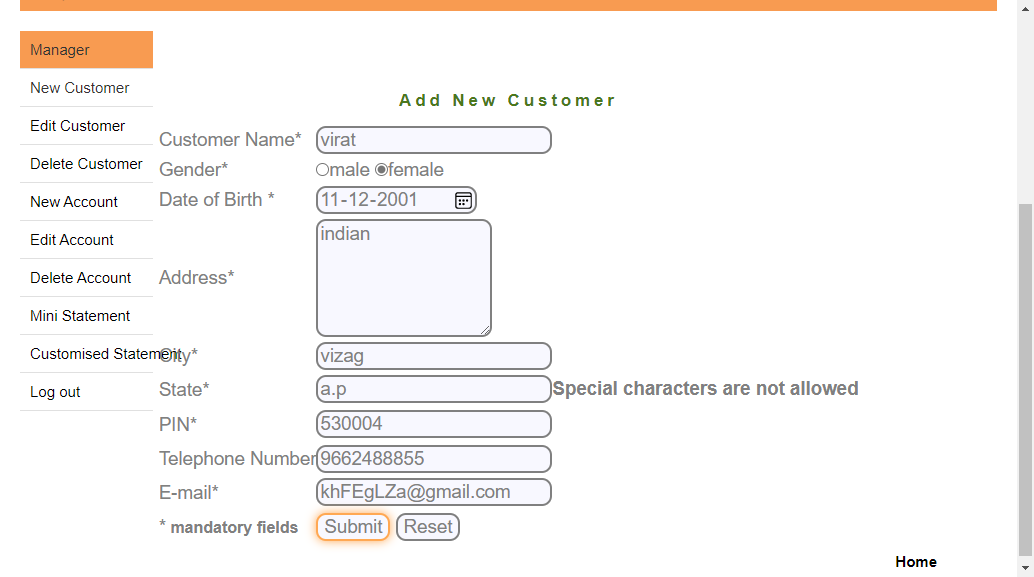 Manager
New Customer
Edit Customer
Delete Customer
New Account
Edit Account
Delete Account
Mini Statement
Customised Statement
Log out
Add New Customer
Customer Name* virat
Gender* male female
Date of Birth * 11-12-2001
Address* indian
City* vizag
State* a.p Special characters are not allowed
PIN* 530004
Telephone Number 9662488855
E-mail* khFEgLZa@gmail.com
* mandatory fields Submit Reset
Home